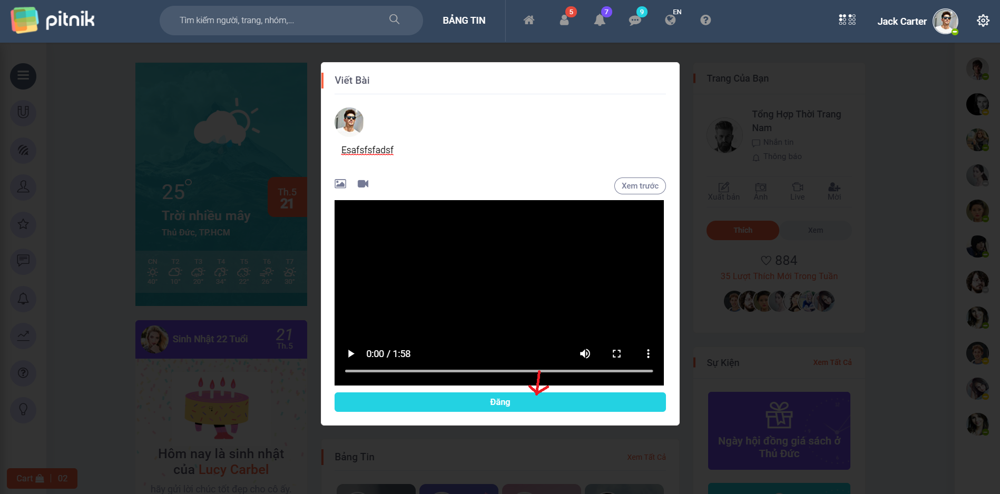 pitnik
Tìm kiếm người, trang, nhóm,...
BẢNG TIN
5
7
9
EN
Jack Carter
25°
Th.5
21
Trời nhiều mây
Thủ Đức, TP.HCM
CN T2 T3 T4 T5 T6 T7
40° 10° 20° 34° 22° 26° 30°
Sinh Nhật 22 Tuổi
21
Th.5
Hôm nay là sinh nhật
của Lucy Carbel
hãy gửi lời chúc tốt đẹp cho cô ấy.
Cart | 02
Viết Bài
Esafsfsfadsf
Xem trước
0:00 / 1:58
Đăng
Bảng Tin
Xem Tất Cả
Trang Của Bạn
Tổng Hợp Thời Trang
Nam
Nhắn tin
Thông báo
Xuất bản Ảnh Live Mời
Thích
Xem
884
35 Lượt Thích Mới Trong Tuần
Sự Kiện
Xem Tất Cả
Ngày hội đồng giá sách ở
Thủ Đức